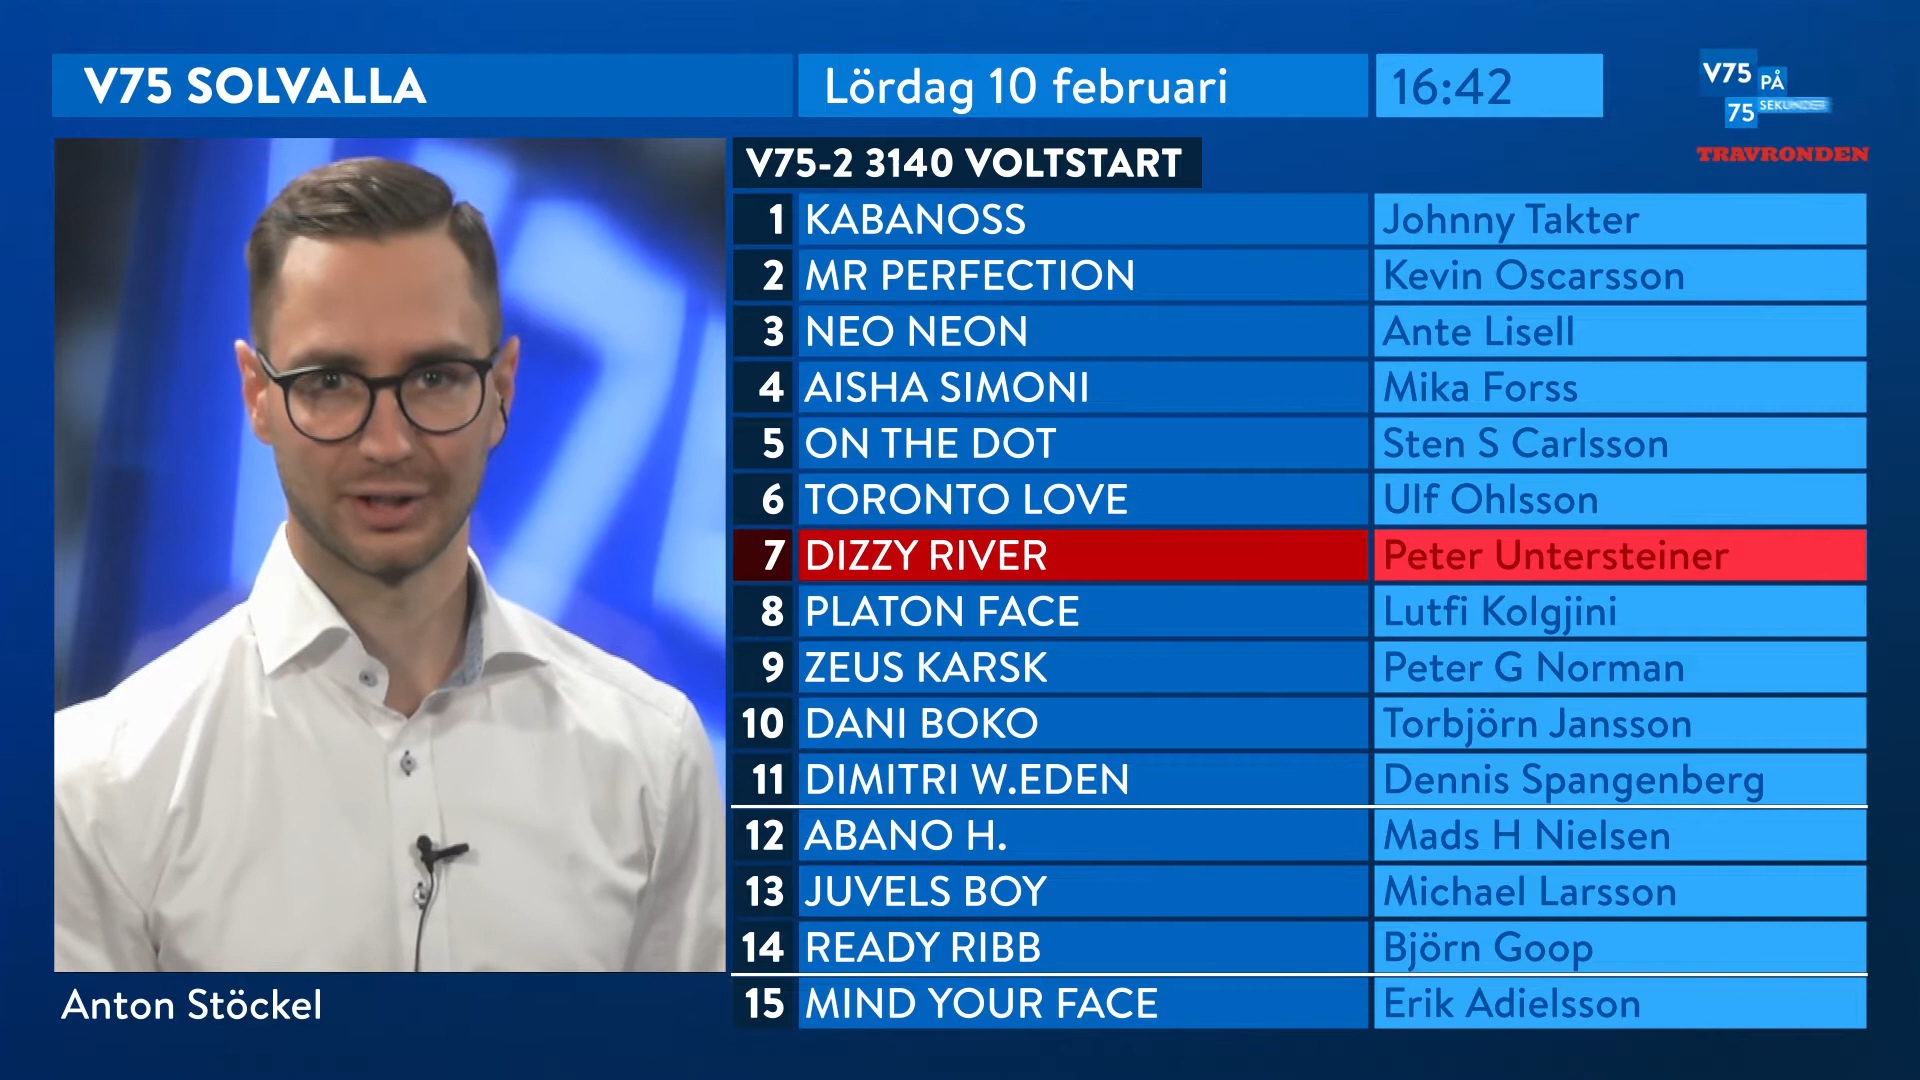 V75 SOLVALLA
Lördag 10 februari
16:42
V75 PÅ
75 SEKUNDER
TRAVRONDEN
V75-2 3140 VOLTSTART
1 KABANOSS Johnny Takter
2 MR PERFECTION Kevin Oscarsson
3 NEO NEON Ante Lisell
4 AISHA SIMONI Mika Forss
5 ON THE DOT Sten S Carlsson
6 TORONTO LOVE Ulf Ohlsson
7 DIZZY RIVER Peter Untersteiner
8 PLATON FACE Lutfi Kolgjini
9 ZEUS KARSK Peter G Norman
10 DANI BOKO Torbjörn Jansson
11 DIMITRI W.EDEN Dennis Spangenberg
12 ABANO H. Mads H Nielsen
13 JUVELS BOY Michael Larsson
14 READY RIBB Björn Goop
15 MIND YOUR FACE Erik Adielsson
Anton Stöckel